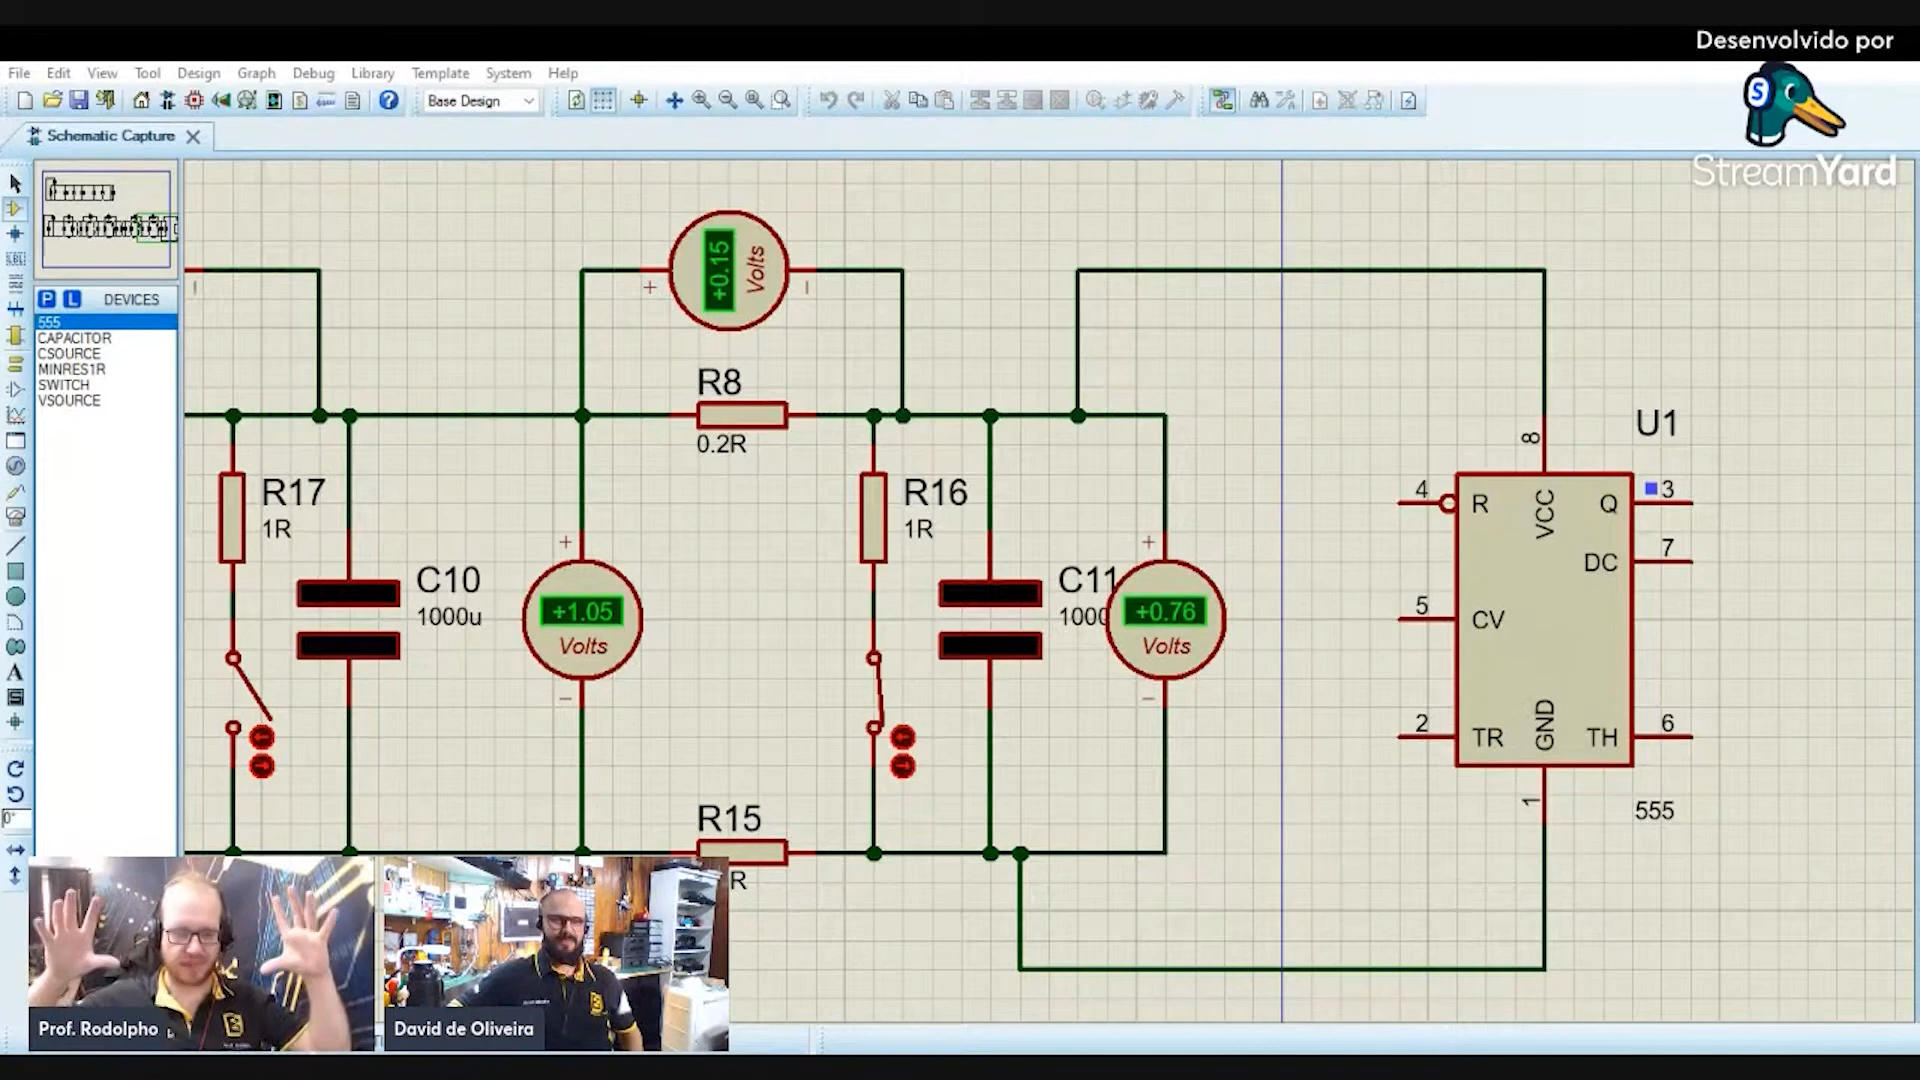 Desenvolvido por
StreamYard
File Edit View Tool Design Graph Debug Library Template System Help
Base Design
Schematic Capture
P L DEVICES
555
CAPACITOR
CSOURCE
MINRES1R
SWITCH
VSOURCE
+0.15
Volts
+
R8
0.2R
R17
1R
C10
1000u
+
+1.05
Volts
−
R16
1R
C11
1000
+
+0.76
Volts
−
R15
R
U1
8
4 R VCC Q 3
DC 7
5 CV
2 TR GND TH 6
1
555
0°
Prof. Rodolpho
David de Oliveira